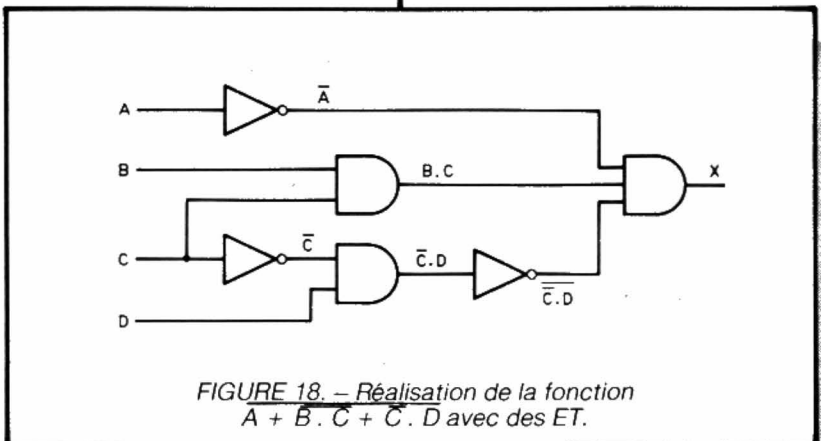 A
A̅
B
B.C
X
C
C̅
C̅.D
C̅.D
D
FIGURE 18. – Réalisation de la fonction
A + B . C + C . D avec des ET.